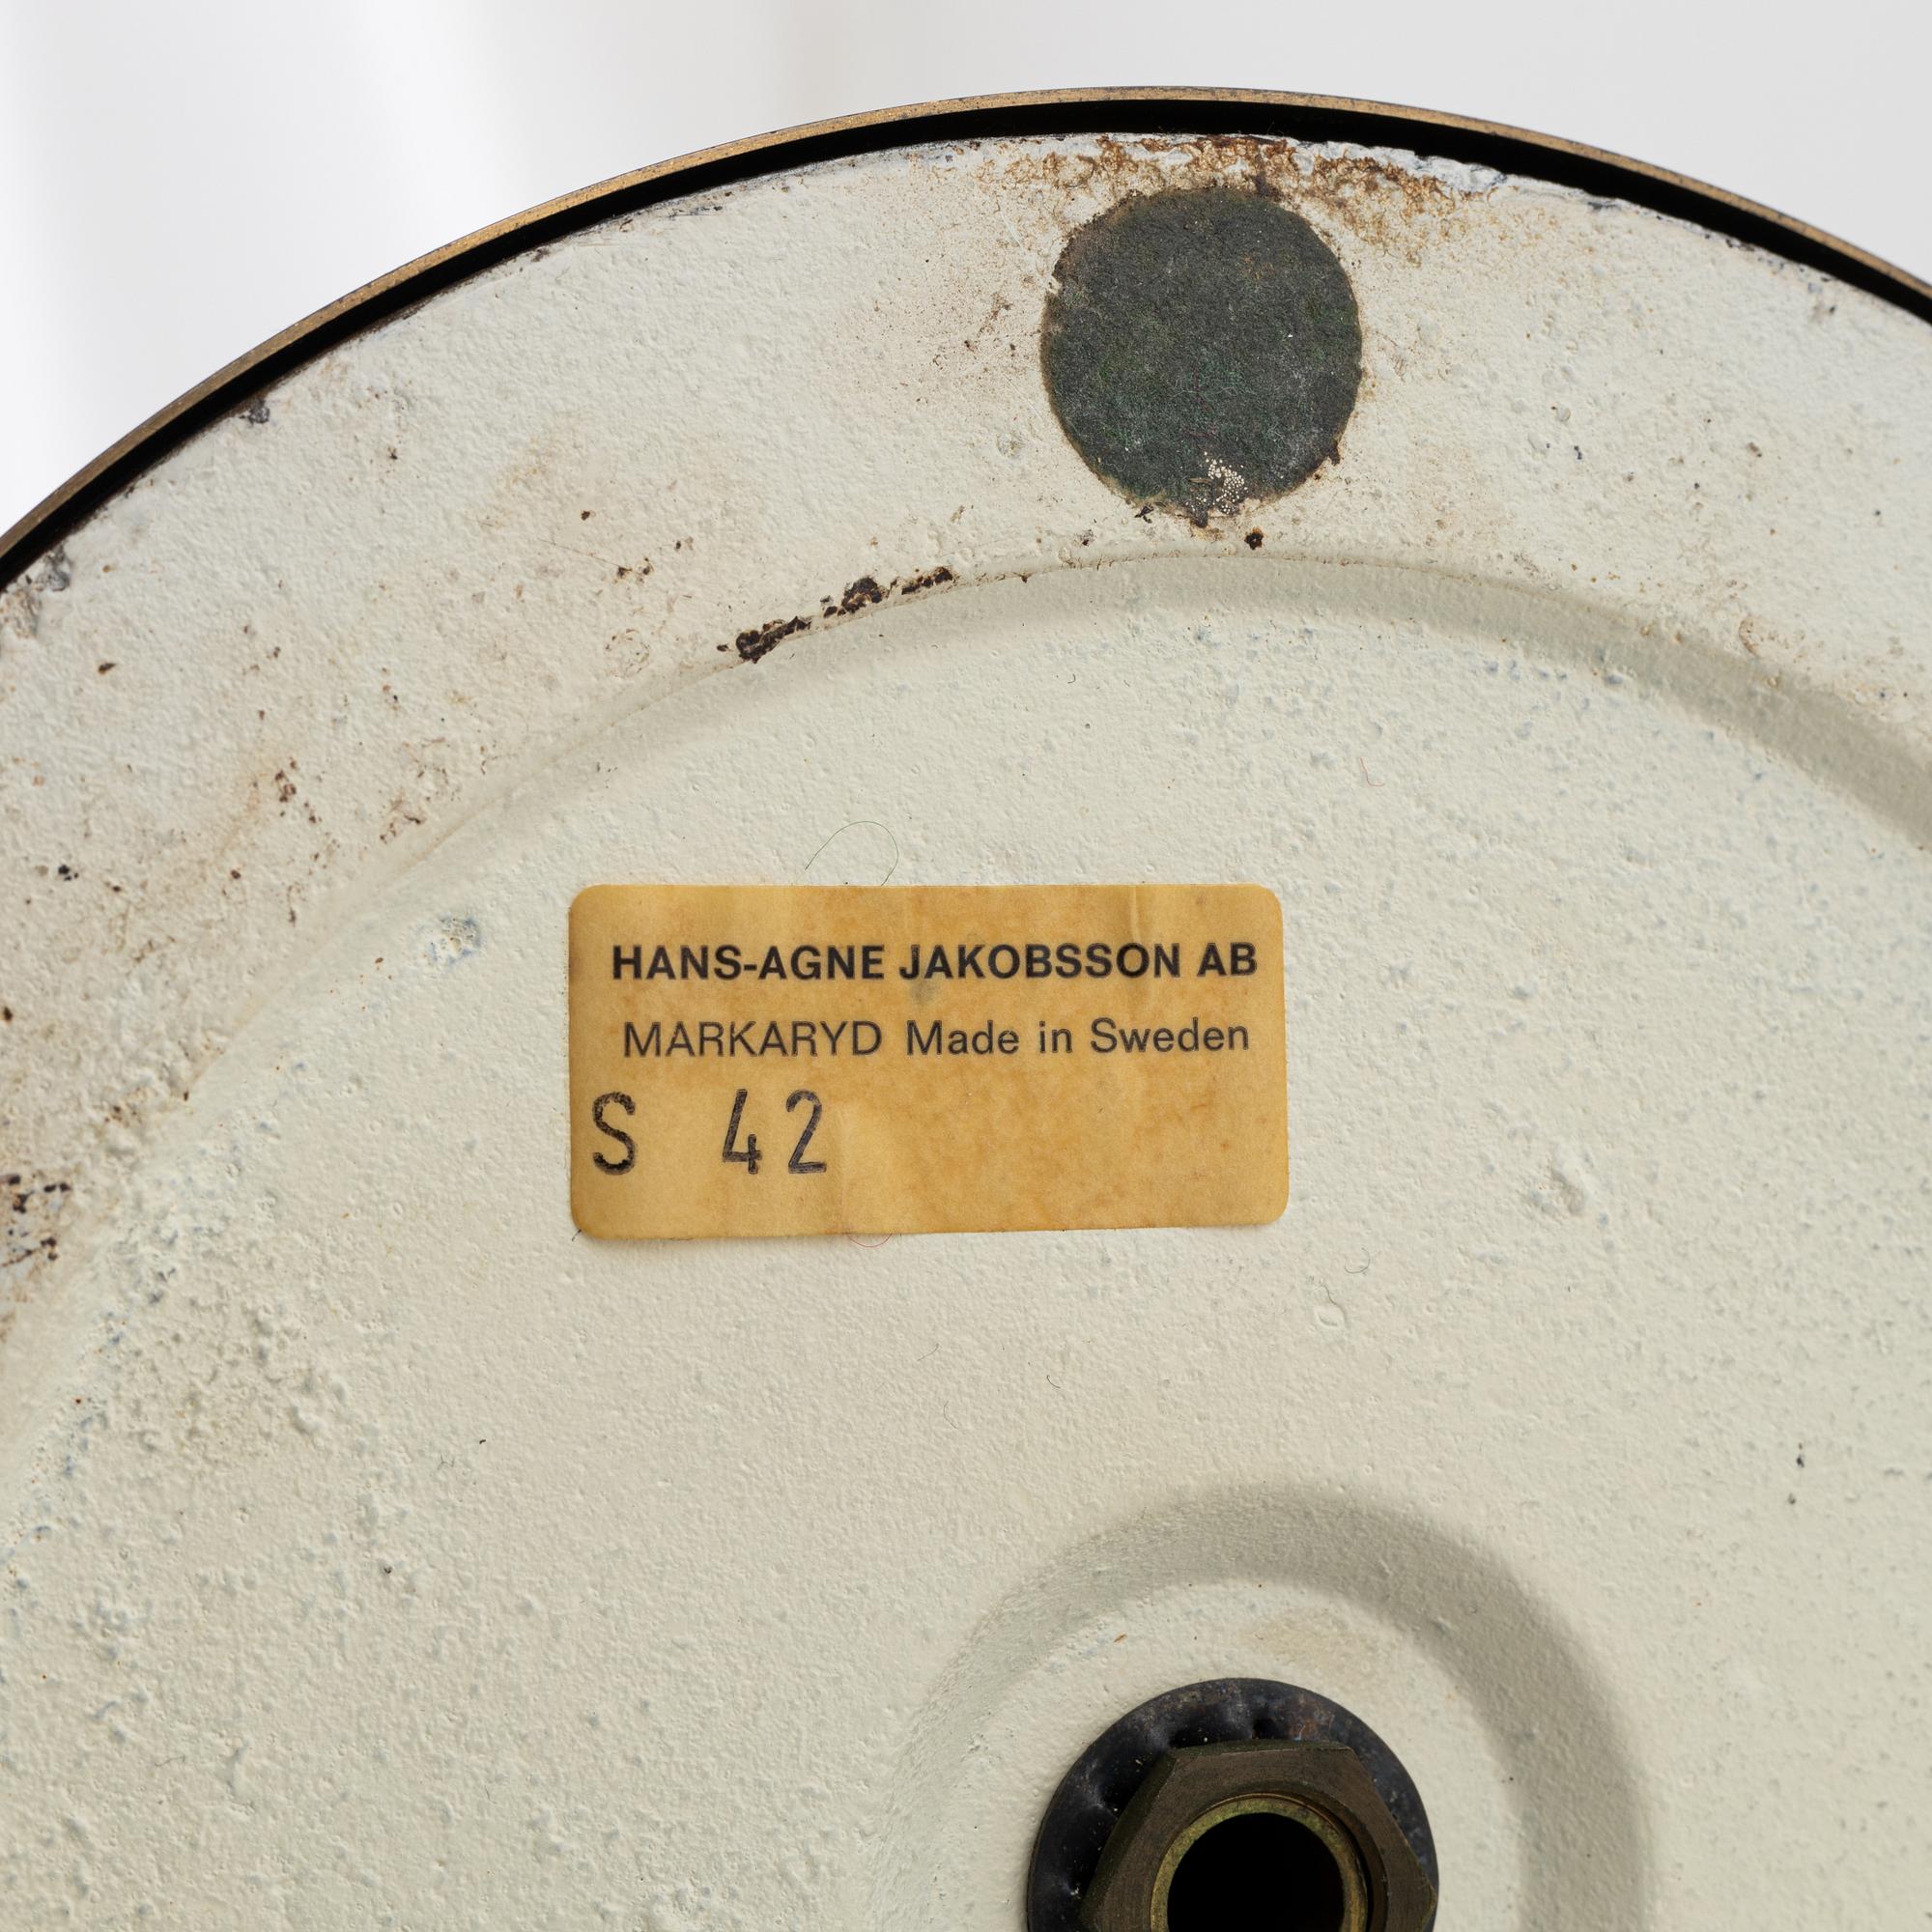 HANS-AGNE JAKOBSSON AB
MARKARYD Made in Sweden
S 42